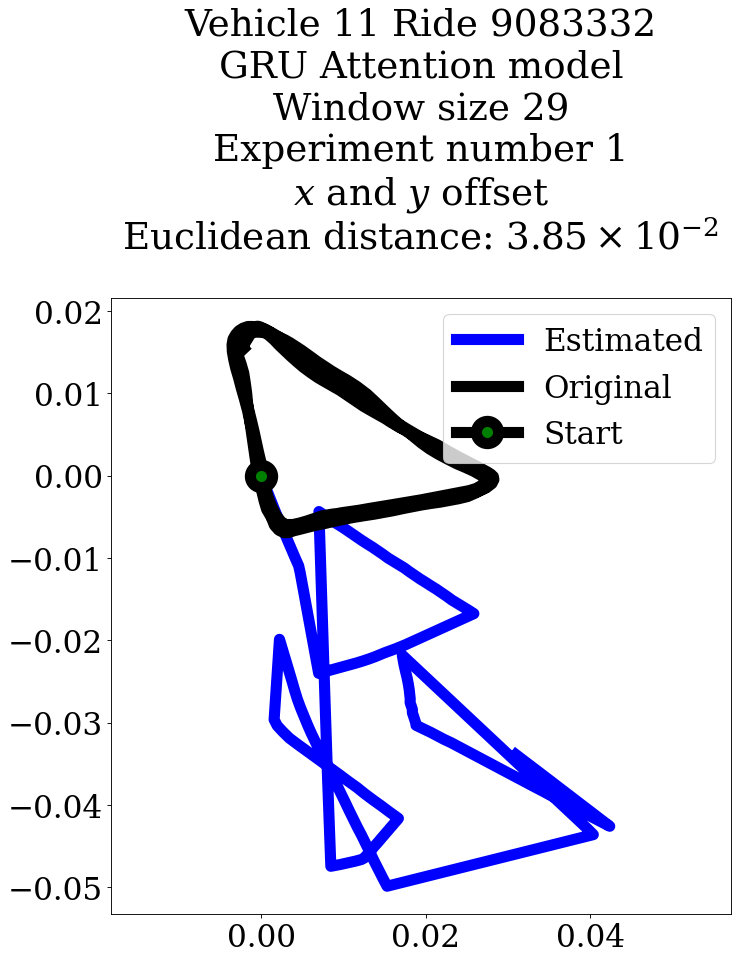 Vehicle 11 Ride 9083332
GRU Attention model
Window size 29
Experiment number 1
x and y offset
Euclidean distance: 3.85 × 10⁻²
0.02
0.01
0.00
−0.01
−0.02
−0.03
−0.04
−0.05
Estimated
Original
Start
0.00 0.02 0.04